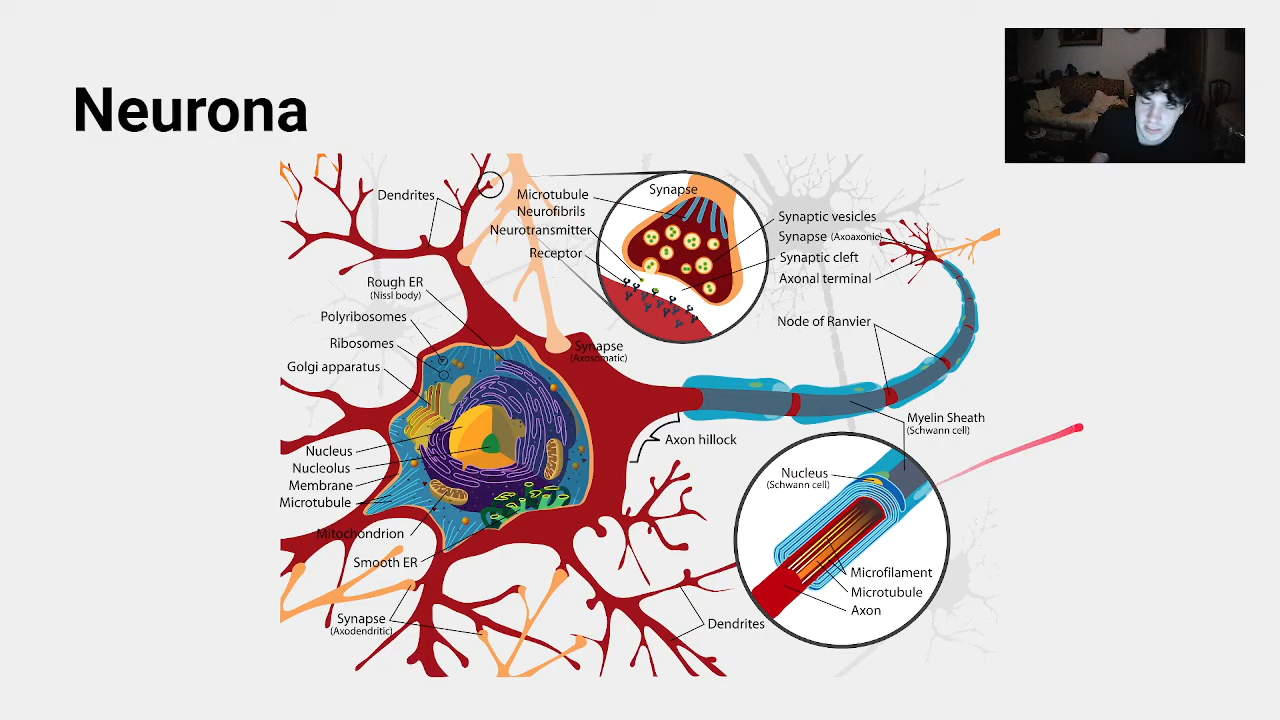 Neurona
Dendrites
Microtubule
Neurofibrils
Neurotransmitter
Receptor
Synapse
Synaptic vesicles
Synapse (Axoaxonic)
Synaptic cleft
Axonal terminal
Rough ER
(Nissl body)
Polyribosomes
Ribosomes
Golgi apparatus
Synapse
(Axosomatic)
Node of Ranvier
Nucleus
Nucleolus
Membrane
Microtubule
Mitochondrion
Smooth ER
Synapse
(Axodendritic)
Axon hillock
Myelin Sheath
(Schwann cell)
Nucleus
(Schwann cell)
Microfilament
Microtubule
Axon
Dendrites